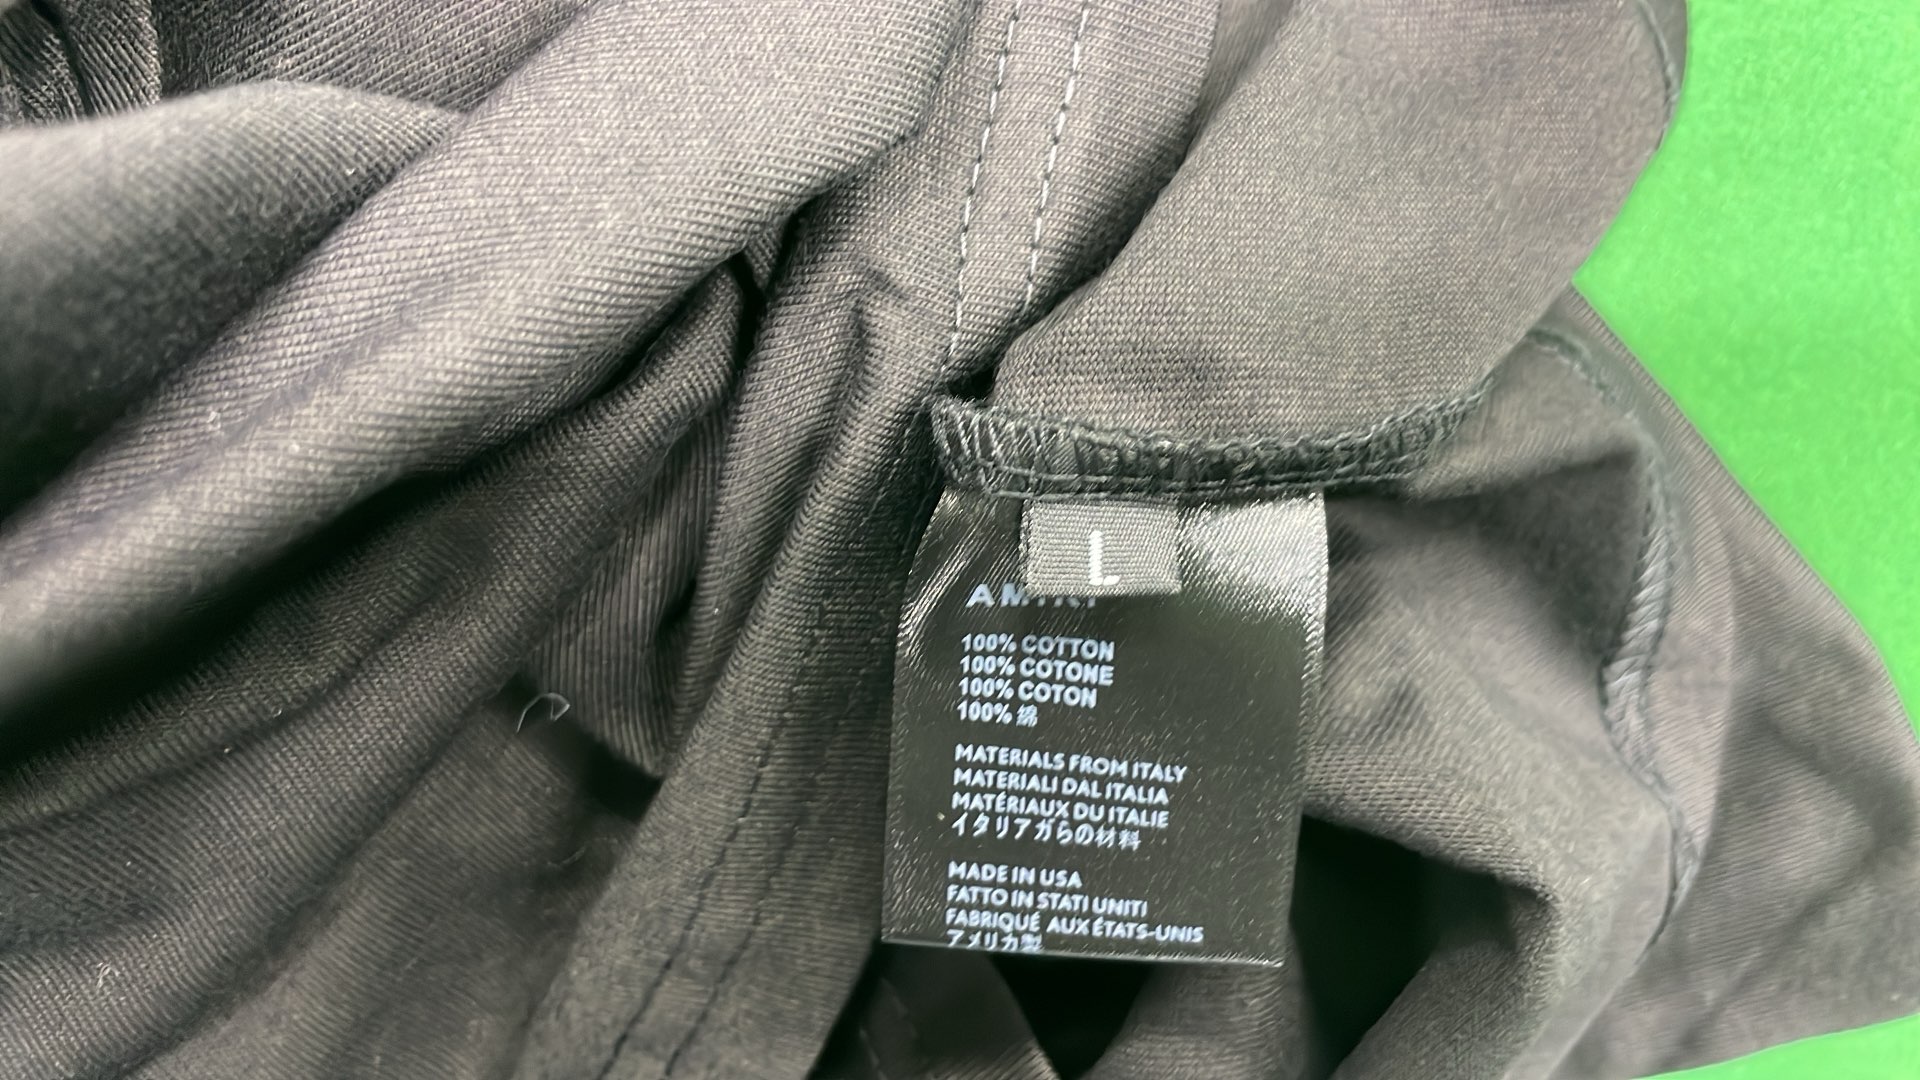 L
AMIRI
100% COTTON
100% COTONE
100% COTON
100% 綿
MATERIALS FROM ITALY
MATERIALI DAL ITALIA
MATÉRIAUX DU ITALIE
イタリアガらの材料
MADE IN USA
FATTO IN STATI UNITI
FABRIQUÉ AUX ÉTATS-UNIS
アメリカ製